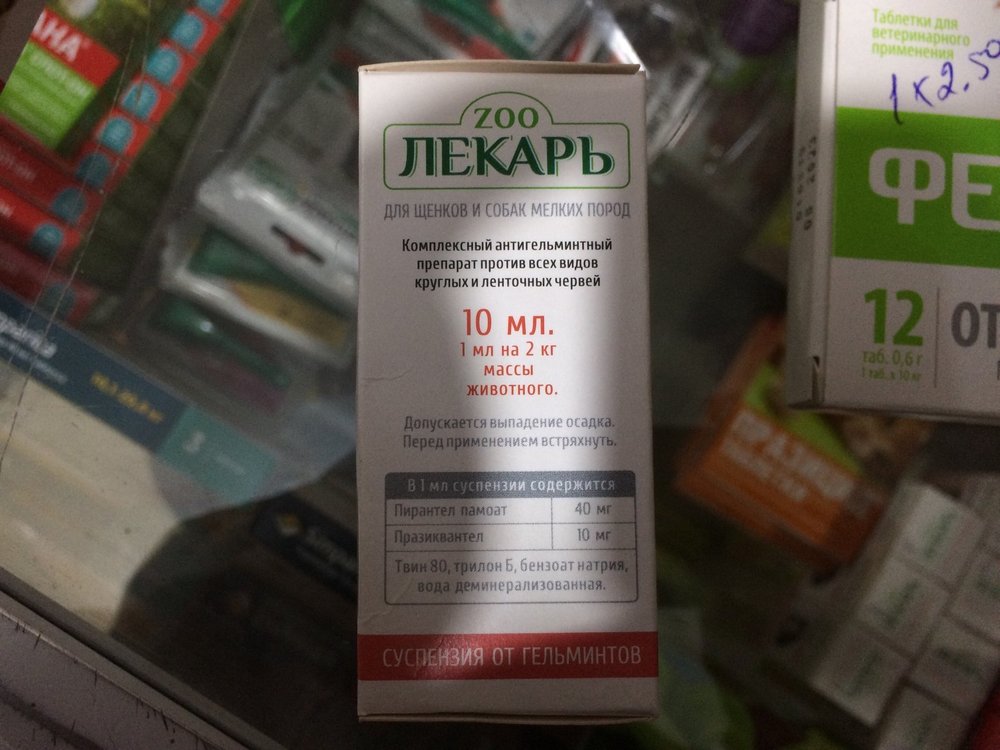 ZOO
ЛЕКАРЬ
ДЛЯ ЩЕНКОВ И СОБАК МЕЛКИХ ПОРОД
Комплексный антигельминтный
препарат против всех видов
круглых и ленточных червей
10 мл.
1 мл на 2 кг
массы
животного.
Допускается выпадение осадка.
Перед применением встряхнуть.
В 1 мл суспензии содержится
Пирантел памоат 40 мг
Празиквантел 10 мг
Твин 80, трилон Б, бензоат натрия,
вода деминерализованная.
СУСПЕНЗИЯ ОТ ГЕЛЬМИНТОВ
Таблетки для
ветеринарного
применения
1 к 2.50
ФЕ
12
таб. 0,6 г
1 таб. х 10 кг
ОТ
АНА